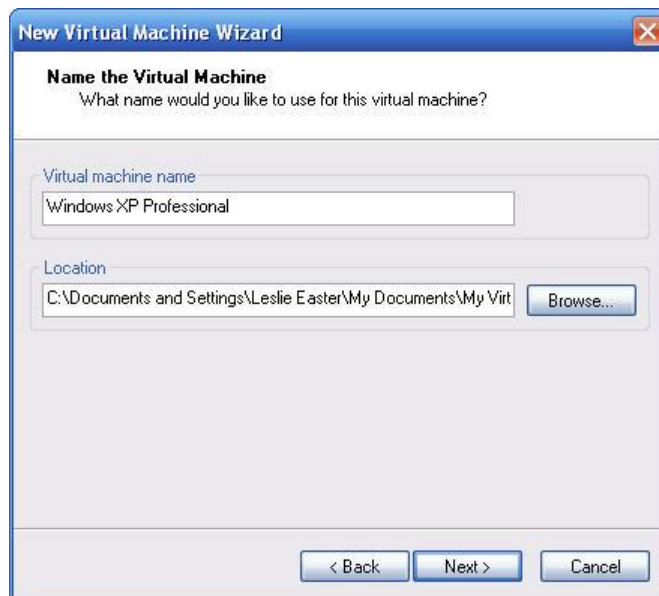 New Virtual Machine Wizard
Name the Virtual Machine
What name would you like to use for this virtual machine?
Virtual machine name
Windows XP Professional
Location
C:\Documents and Settings\Leslie Easter\My Documents\My Virt
Browse...
< Back
Next >
Cancel